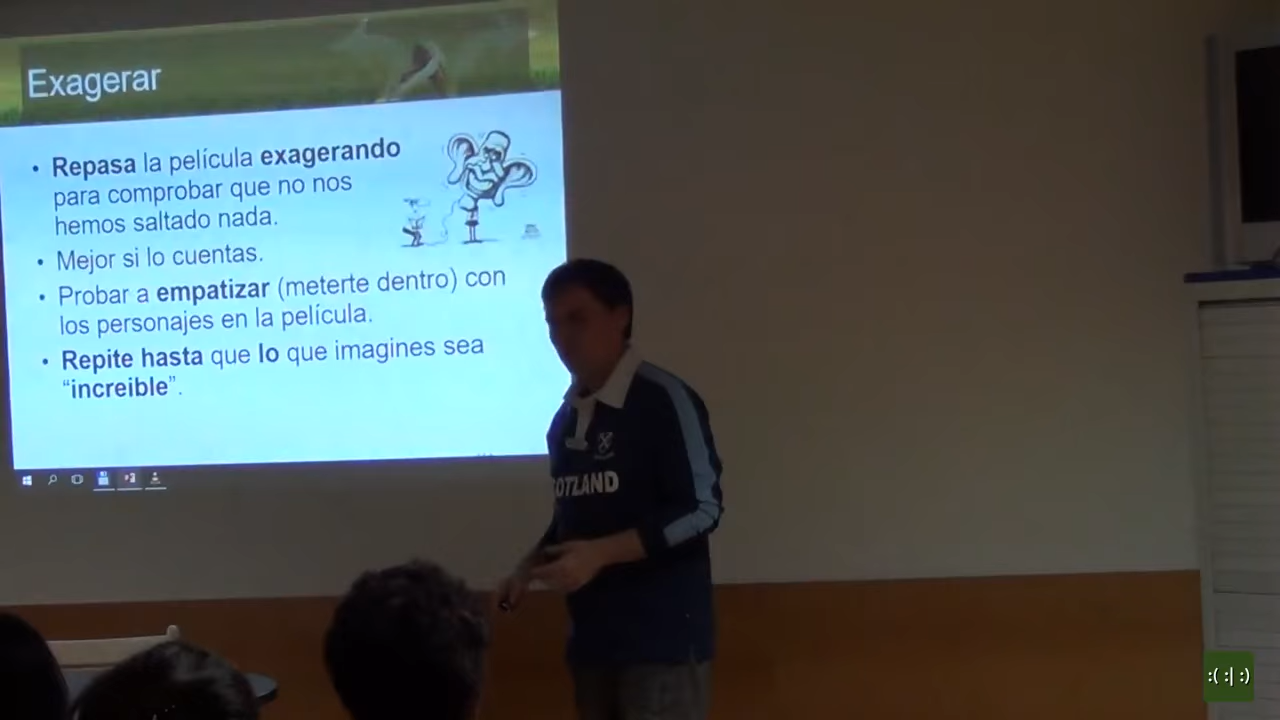 Exagerar
• Repasa la película exagerando
para comprobar que no nos
hemos saltado nada.
• Mejor si lo cuentas.
• Probar a empatizar (meterte dentro) con
los personajes en la película.
• Repite hasta que lo que imagines sea
“increible”.
OTLAND
:( :| :)